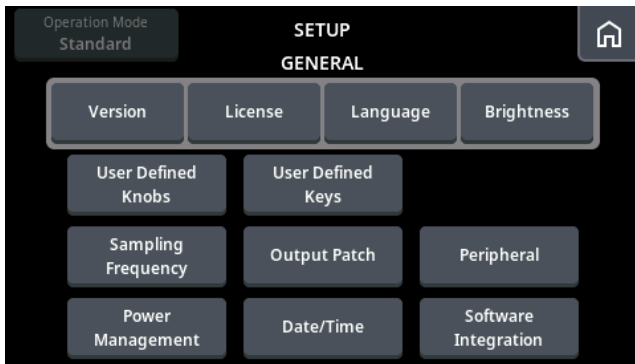 Operation Mode
Standard
SETUP
GENERAL
Version
License
Language
Brightness
User Defined
Knobs
User Defined
Keys
Sampling
Frequency
Output Patch
Peripheral
Power
Management
Date/Time
Software
Integration